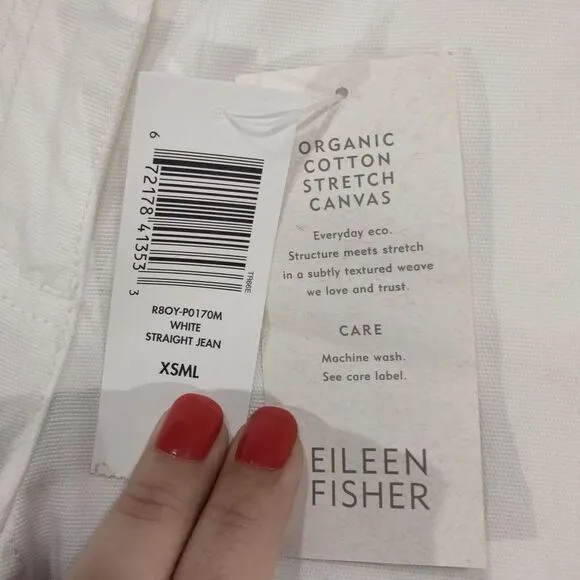 6 72178 41353 3
TR66E
R8OY-P0170M
WHITE
STRAIGHT JEAN
XSML
ORGANIC
COTTON
STRETCH
CANVAS
Everyday eco.
Structure meets stretch
in a subtly textured weave
we love and trust.
CARE
Machine wash.
See care label.
EILEEN
FISHER